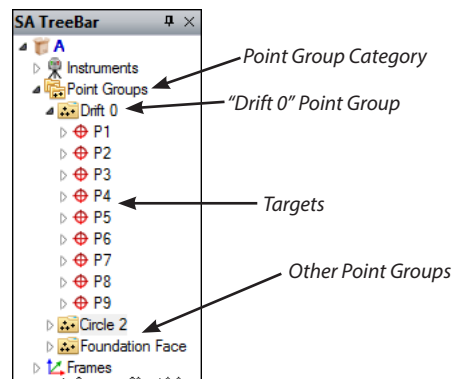 SA TreeBar
A
Instruments
Point Groups
Drift 0
P1
P2
P3
P4
P5
P6
P7
P8
P9
Circle 2
Foundation Face
Frames
Point Group Category
“Drift 0” Point Group
Targets
Other Point Groups